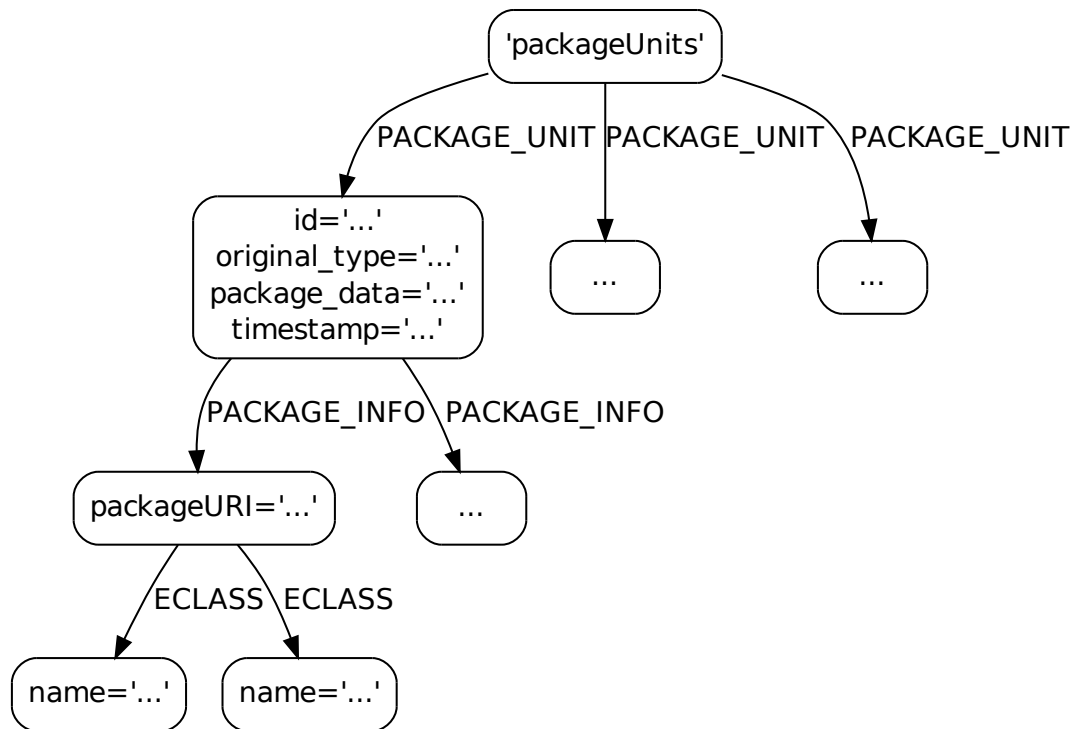 'packageUnits'
PACKAGE_UNIT PACKAGE_UNIT PACKAGE_UNIT
id='...'
original_type='...'
package_data='...'
timestamp='...'
...
...
PACKAGE_INFO PACKAGE_INFO
packageURI='...'
...
ECLASS ECLASS
name='...'
name='...'